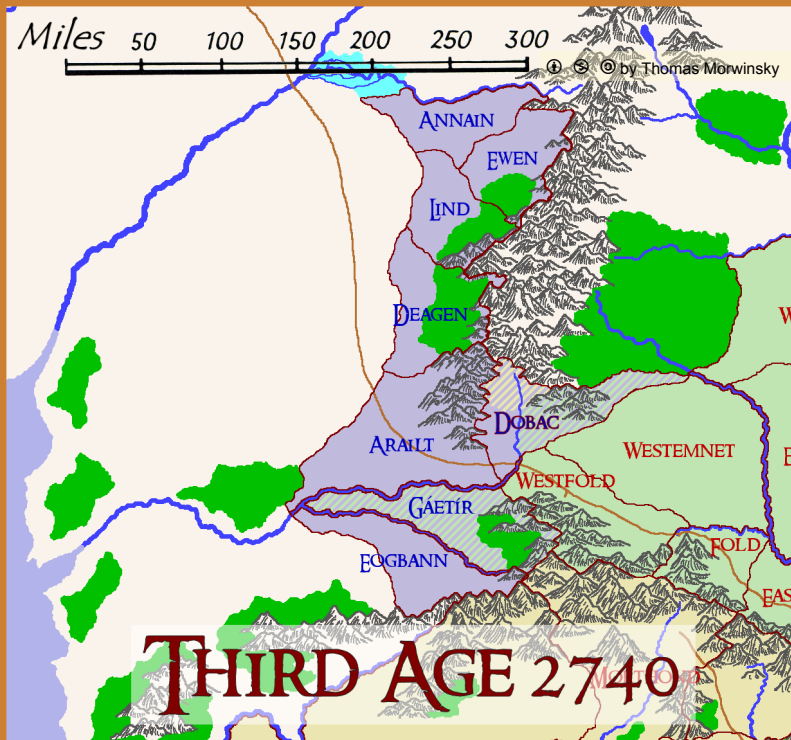 Miles 50 100 150 200 250 300
by Thomas Morwinsky
Annain
Ewen
Lind
Deagen
Dobac
Arailt
Westemnet
Westfold
Gáetír
Fold
Eogbann
Third Age 2740